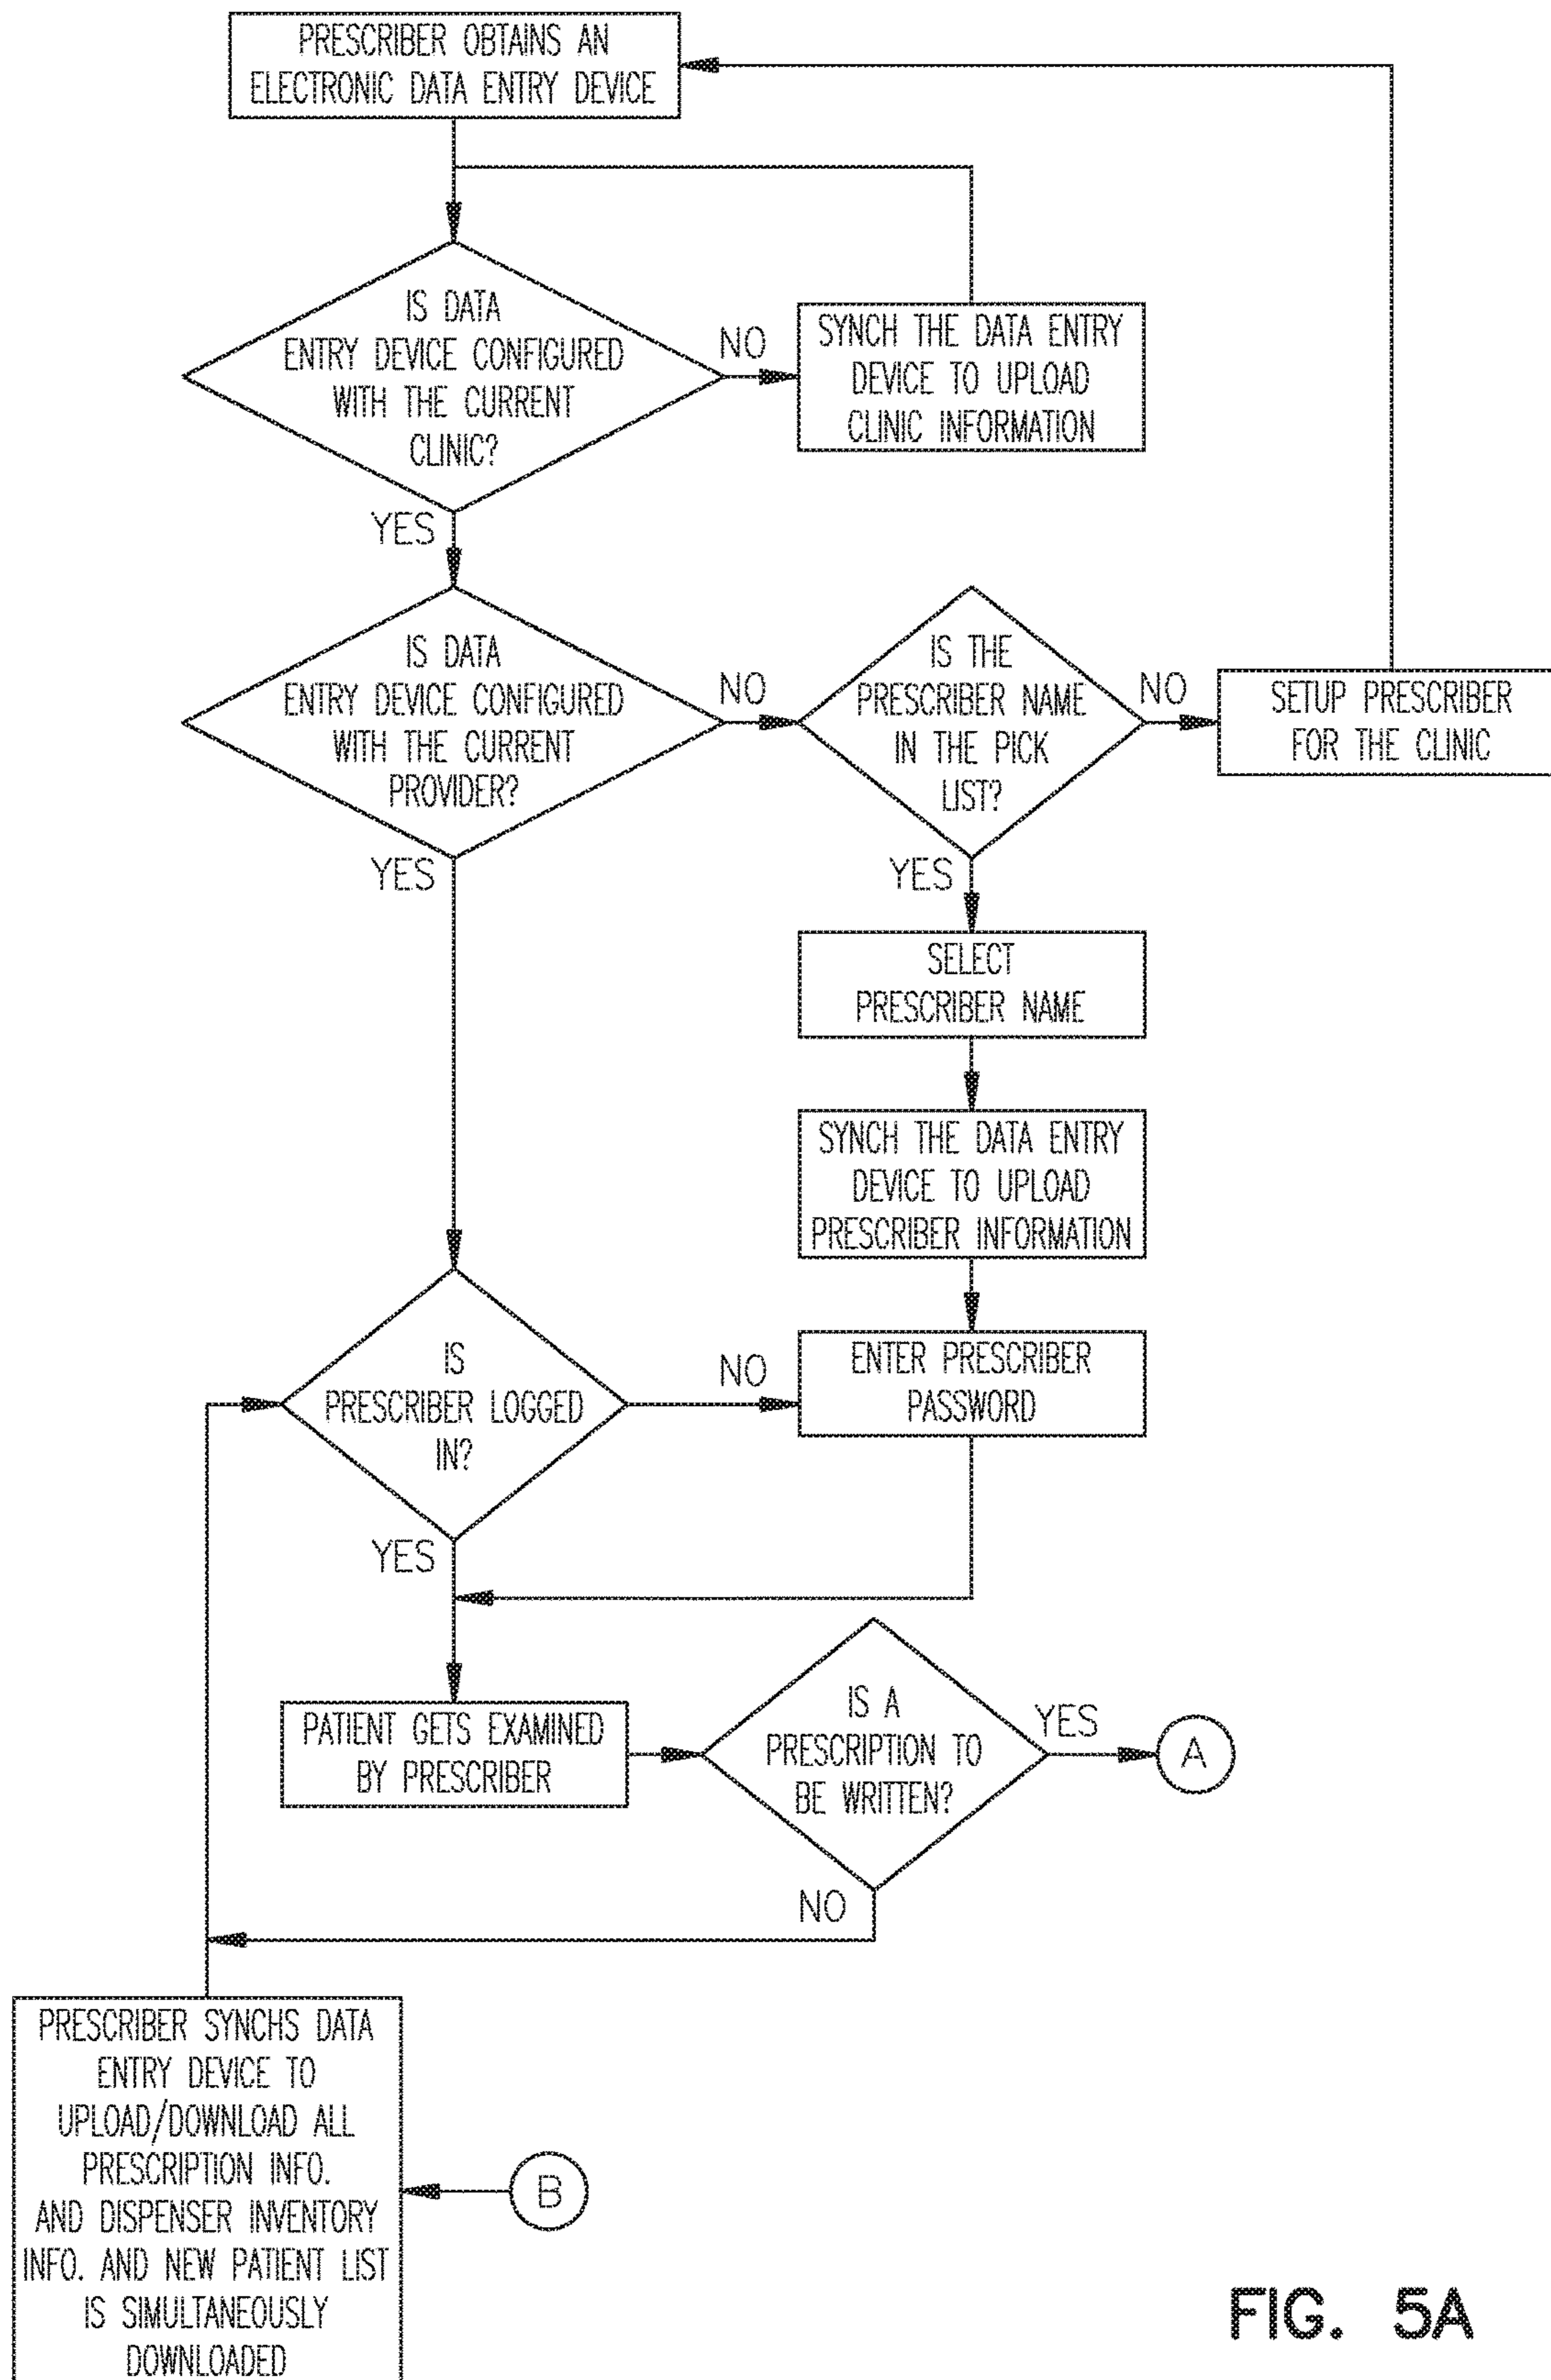 PRESCRIBER OBTAINS AN
ELECTRONIC DATA ENTRY DEVICE
IS DATA
ENTRY DEVICE CONFIGURED
WITH THE CURRENT
CLINIC?
NO
SYNCH THE DATA ENTRY
DEVICE TO UPLOAD
CLINIC INFORMATION
YES
IS DATA
ENTRY DEVICE CONFIGURED
WITH THE CURRENT
PROVIDER?
NO
IS THE
PRESCRIBER NAME
IN THE PICK
LIST?
NO
SETUP PRESCRIBER
FOR THE CLINIC
YES
YES
SELECT
PRESCRIBER NAME
SYNCH THE DATA ENTRY
DEVICE TO UPLOAD
PRESCRIBER INFORMATION
IS
PRESCRIBER LOGGED
IN?
NO
ENTER PRESCRIBER
PASSWORD
YES
PATIENT GETS EXAMINED
BY PRESCRIBER
IS A
PRESCRIPTION TO
BE WRITTEN?
YES
A
NO
PRESCRIBER SYNCHS DATA
ENTRY DEVICE TO
UPLOAD/DOWNLOAD ALL
PRESCRIPTION INFO.
AND DISPENSER INVENTORY
INFO. AND NEW PATIENT LIST
IS SIMULTANEOUSLY
DOWNLOADED
B
FIG. 5A